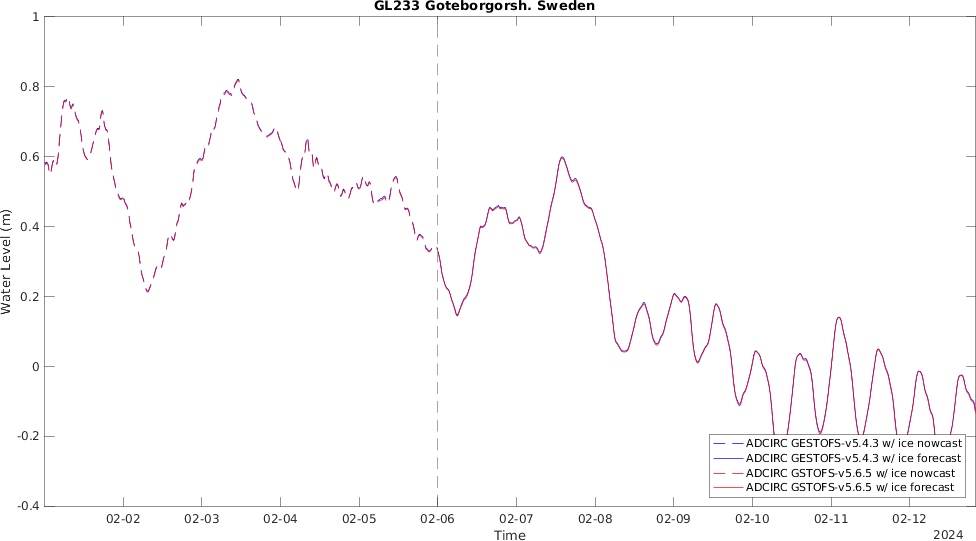 GL233 Goteborgorsh. Sweden
Water Level (m)
1
0.8
0.6
0.4
0.2
0
-0.2
-0.4
02-02 02-03 02-04 02-05 02-06 02-07 02-08 02-09 02-10 02-11 02-12
Time
2024
ADCIRC GESTOFS-v5.4.3 w/ ice nowcast
ADCIRC GESTOFS-v5.4.3 w/ ice forecast
ADCIRC GSTOFS-v5.6.5 w/ ice nowcast
ADCIRC GSTOFS-v5.6.5 w/ ice forecast